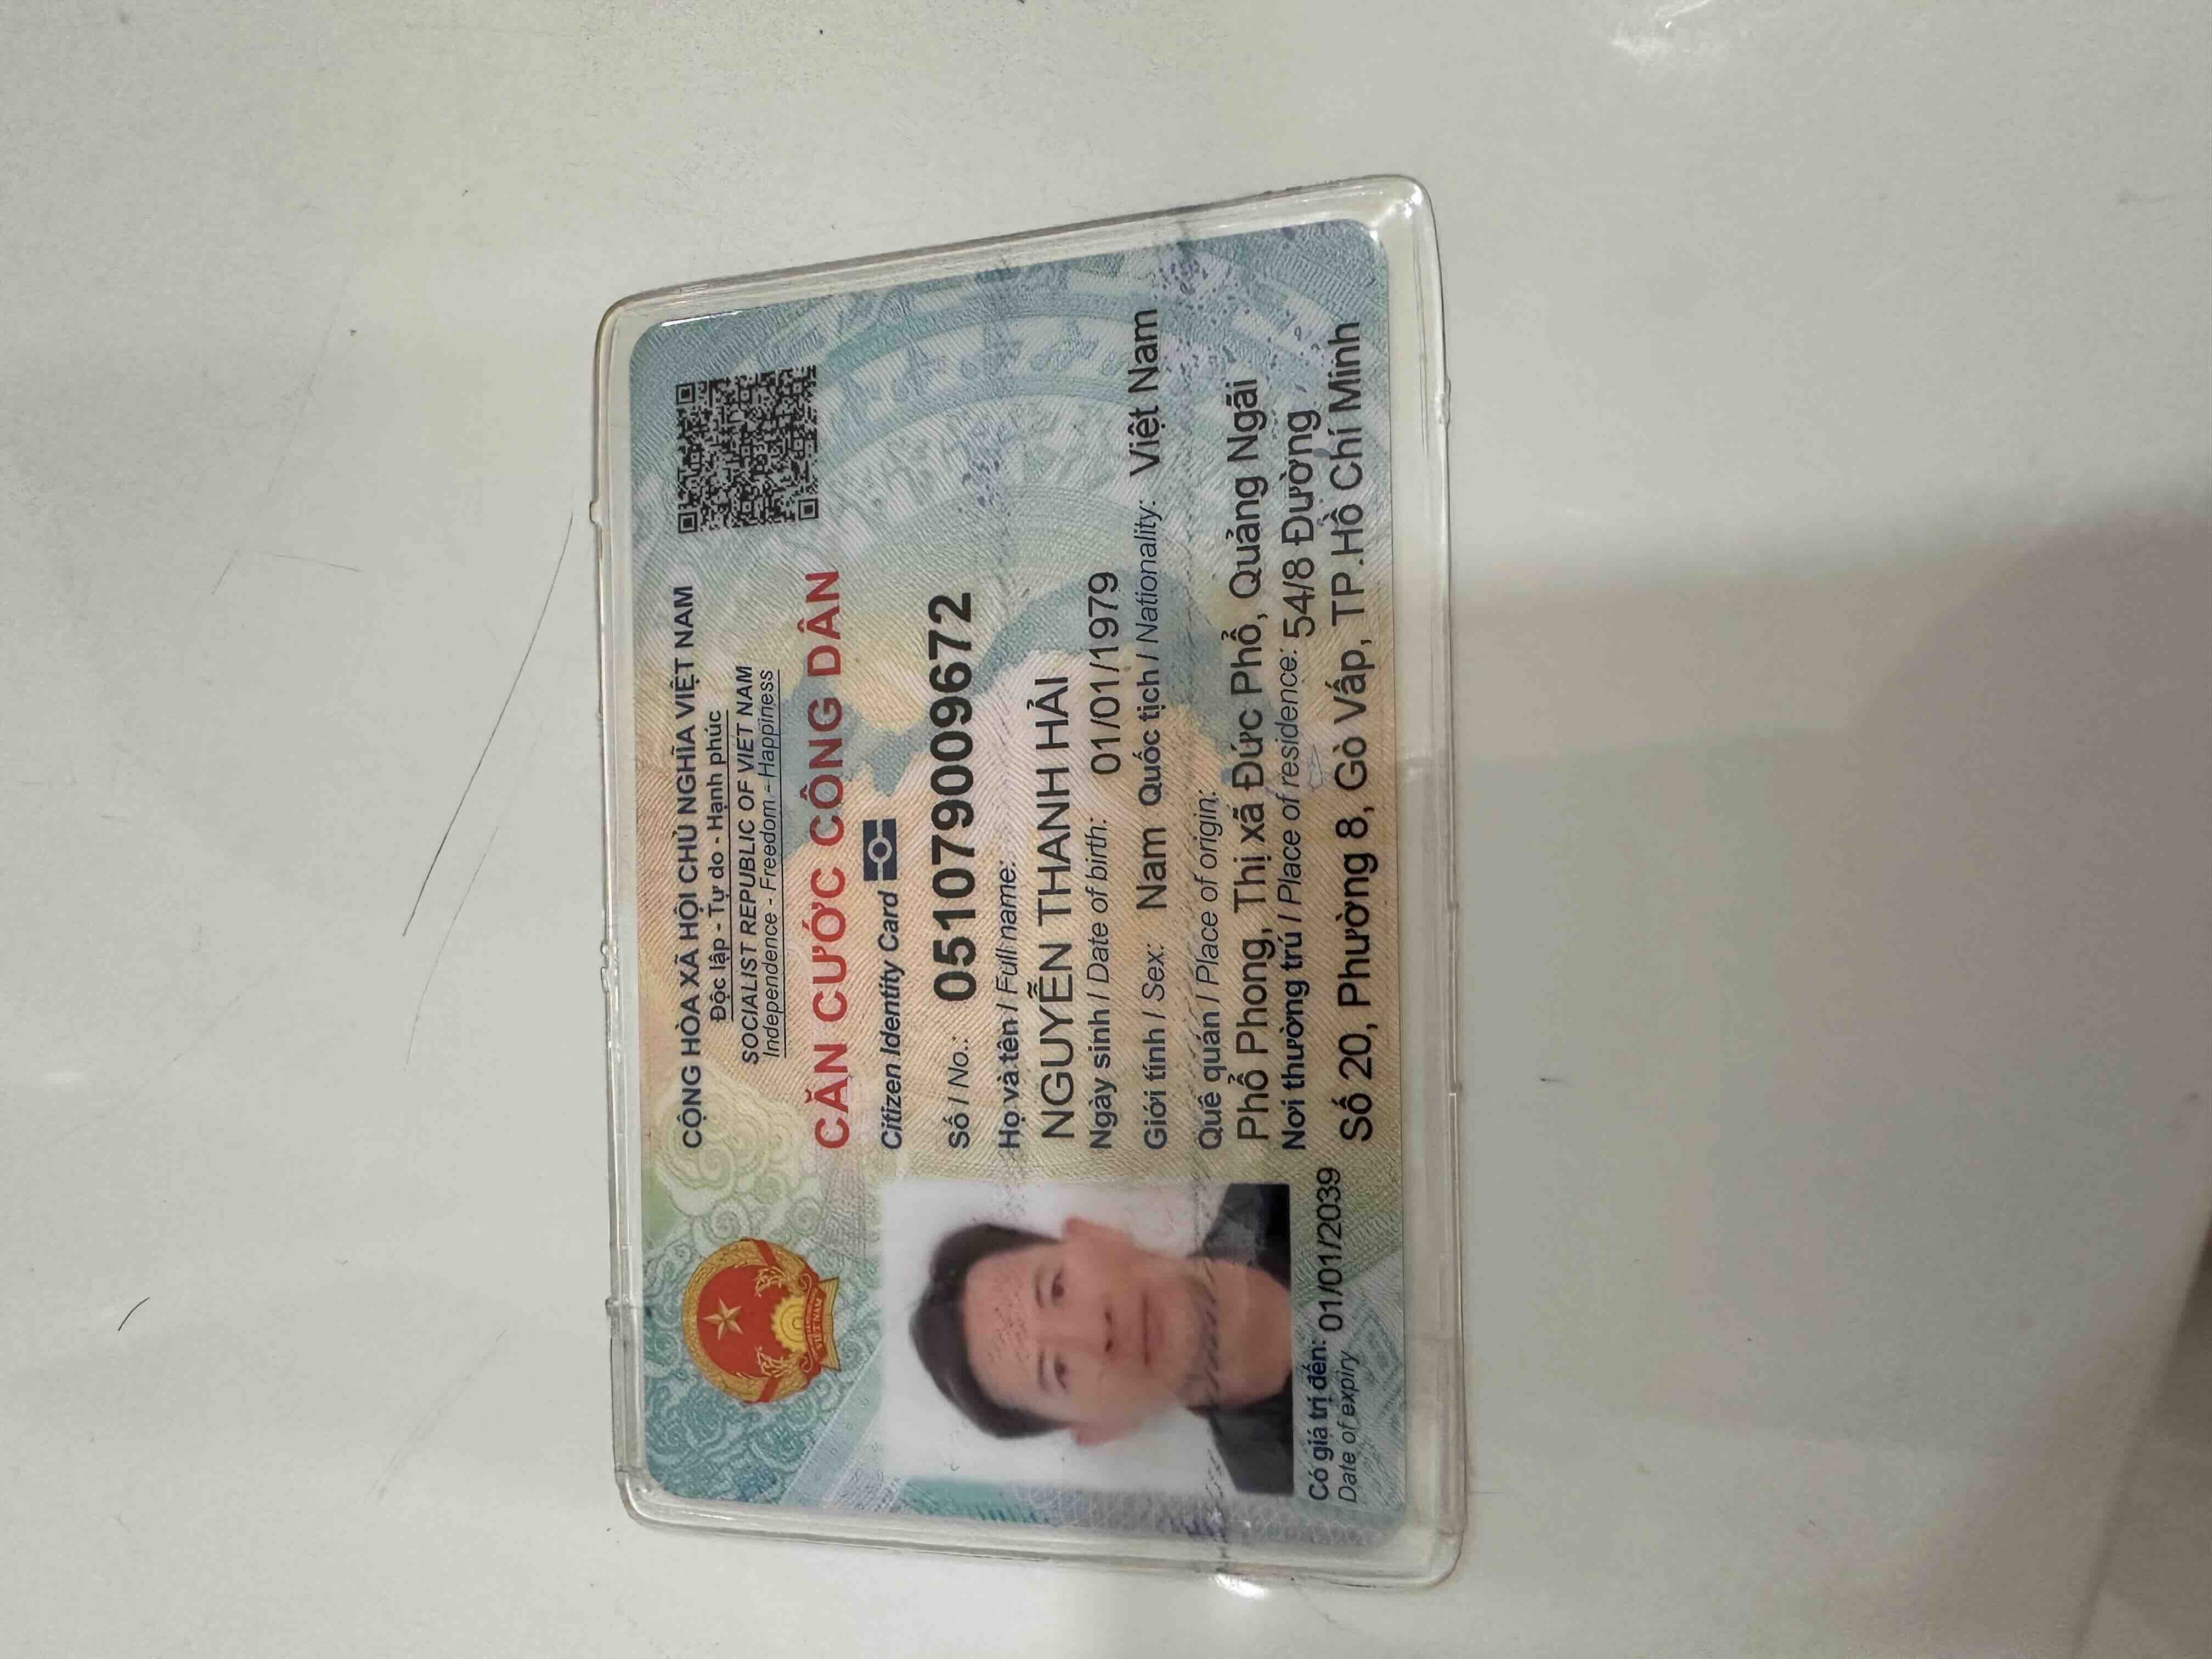 CỘNG HÒA XÃ HỘI CHỦ NGHĨA VIỆT NAM
Độc lập - Tự do - Hạnh phúc
SOCIALIST REPUBLIC OF VIET NAM
Independence - Freedom - Happiness
CĂN CƯỚC CÔNG DÂN
Citizen Identity Card
Số / No.: 051079009672
Họ và tên / Full name:
NGUYỄN THANH HẢI
Ngày sinh / Date of birth: 01/01/1979
Giới tính / Sex: Nam Quốc tịch / Nationality: Việt Nam
Quê quán / Place of origin:
Phổ Phong, Thị xã Đức Phổ, Quảng Ngãi
Nơi thường trú / Place of residence: 54/8 Đường
Số 20, Phường 8, Gò Vấp, TP.Hồ Chí Minh
Có giá trị đến: 01/01/2039
Date of expiry
VIỆT NAM